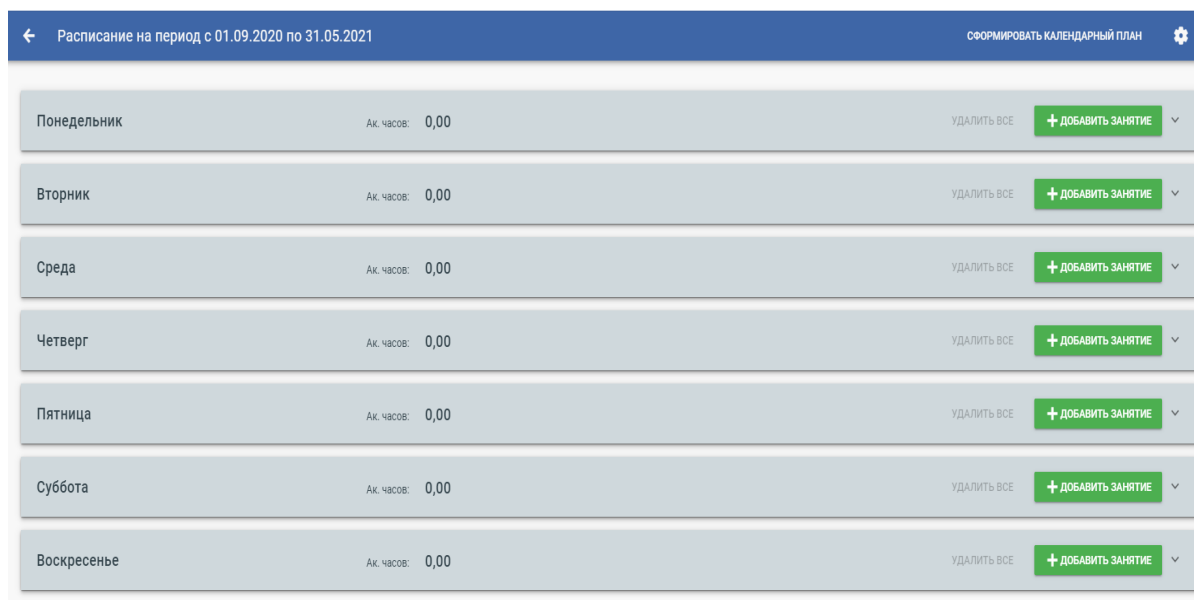 Расписание на период с 01.09.2020 по 31.05.2021 СФОРМИРОВАТЬ КАЛЕНДАРНЫЙ ПЛАН
Понедельник Ак. часов: 0,00 УДАЛИТЬ ВСЕ ДОБАВИТЬ ЗАНЯТИЕ
Вторник Ак. часов: 0,00 УДАЛИТЬ ВСЕ ДОБАВИТЬ ЗАНЯТИЕ
Среда Ак. часов: 0,00 УДАЛИТЬ ВСЕ ДОБАВИТЬ ЗАНЯТИЕ
Четверг Ак. часов: 0,00 УДАЛИТЬ ВСЕ ДОБАВИТЬ ЗАНЯТИЕ
Пятница Ак. часов: 0,00 УДАЛИТЬ ВСЕ ДОБАВИТЬ ЗАНЯТИЕ
Суббота Ак. часов: 0,00 УДАЛИТЬ ВСЕ ДОБАВИТЬ ЗАНЯТИЕ
Воскресенье Ак. часов: 0,00 УДАЛИТЬ ВСЕ ДОБАВИТЬ ЗАНЯТИЕ